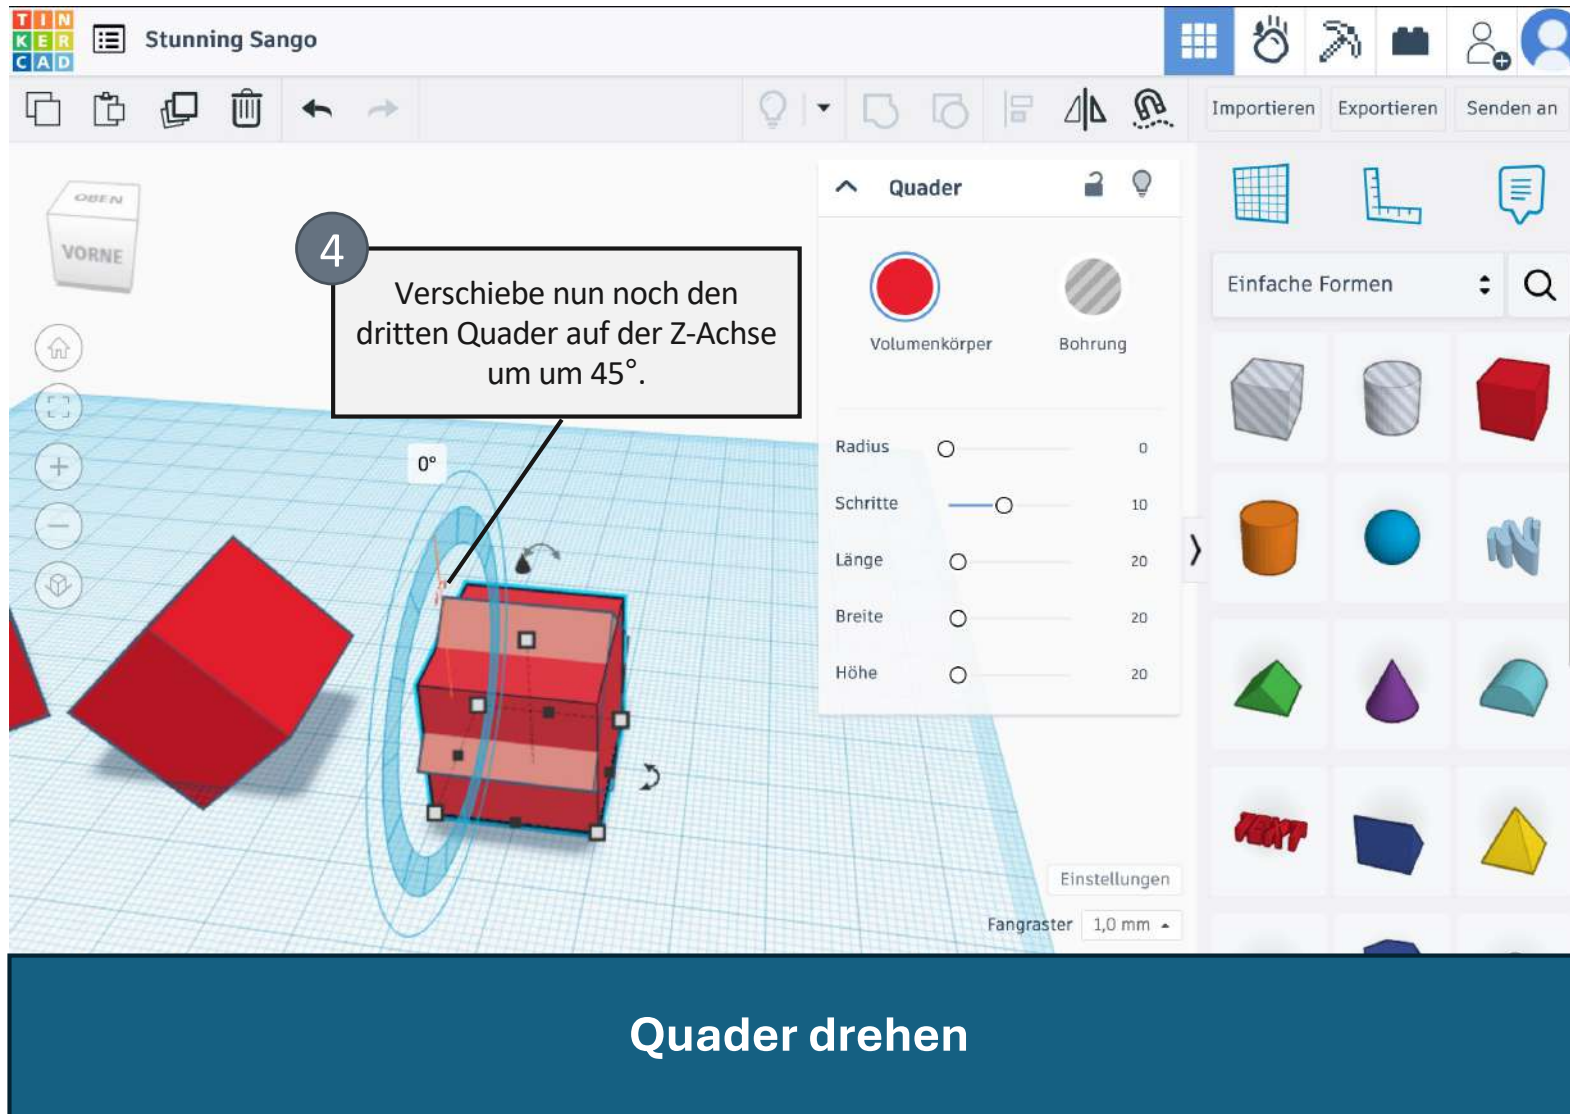 TIN
KER
CAD
Stunning Sango
Importieren
Exportieren
Senden an
OBEN
VORNE
4
Verschiebe nun noch den
dritten Quader auf der Z-Achse
um um 45°.
0°
Quader
Volumenkörper
Bohrung
Radius 0
Schritte 10
Länge 20
Breite 20
Höhe 20
Einfache Formen
TEXT
Einstellungen
Fangraster 1,0 mm
Quader drehen